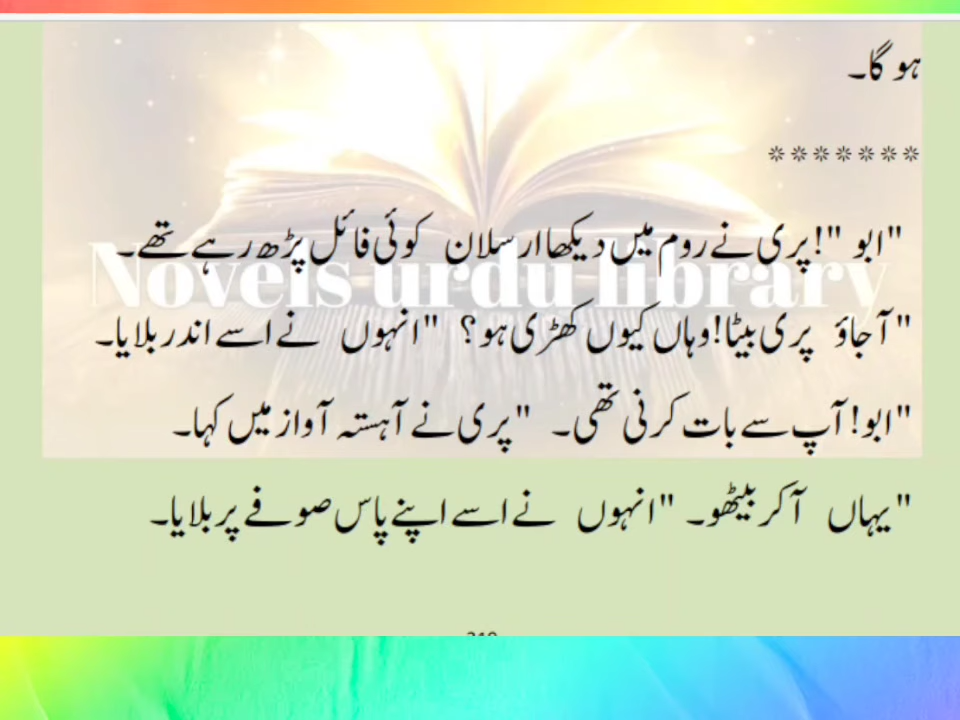 ہو گا۔
*******
"ابو "!پری نے روم میں دیکھا ارسلان کوئی فائل پڑھ رہے تھے۔
Novels urdu library
"آجاؤ پری بیٹا!وہاں کیوں کھڑی ہو؟ "انہوں نے اسے اندر بلایا۔
"ابو!آپ سے بات کرنی تھی۔ "پری نے آہستہ آواز میں کہا۔
"یہاں آکر بیٹھو۔ "انہوں نے اسے اپنے پاس صوفے پر بلایا۔